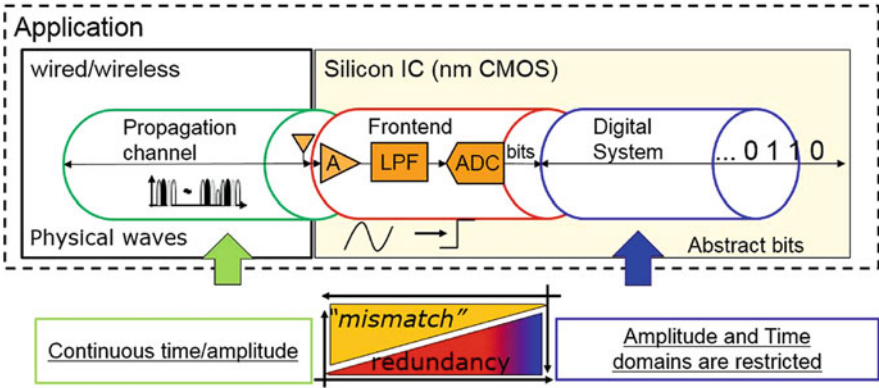 Application
wired/wireless
Silicon IC (nm CMOS)
Propagation
channel
Frontend
A
LPF
ADC
bits
Digital
System
... 0 1 1 0
Physical waves
Abstract bits
"mismatch"
redundancy
Continuous time/amplitude
Amplitude and Time
domains are restricted